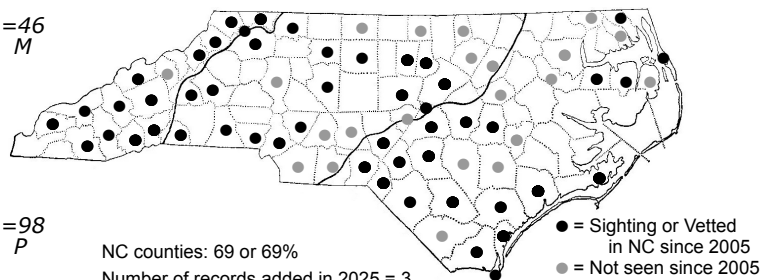 =46
M
=98
P
NC counties: 69 or 69%
Number of records added in 2025 = 3
= Sighting or Vetted
in NC since 2005
= Not seen since 2005